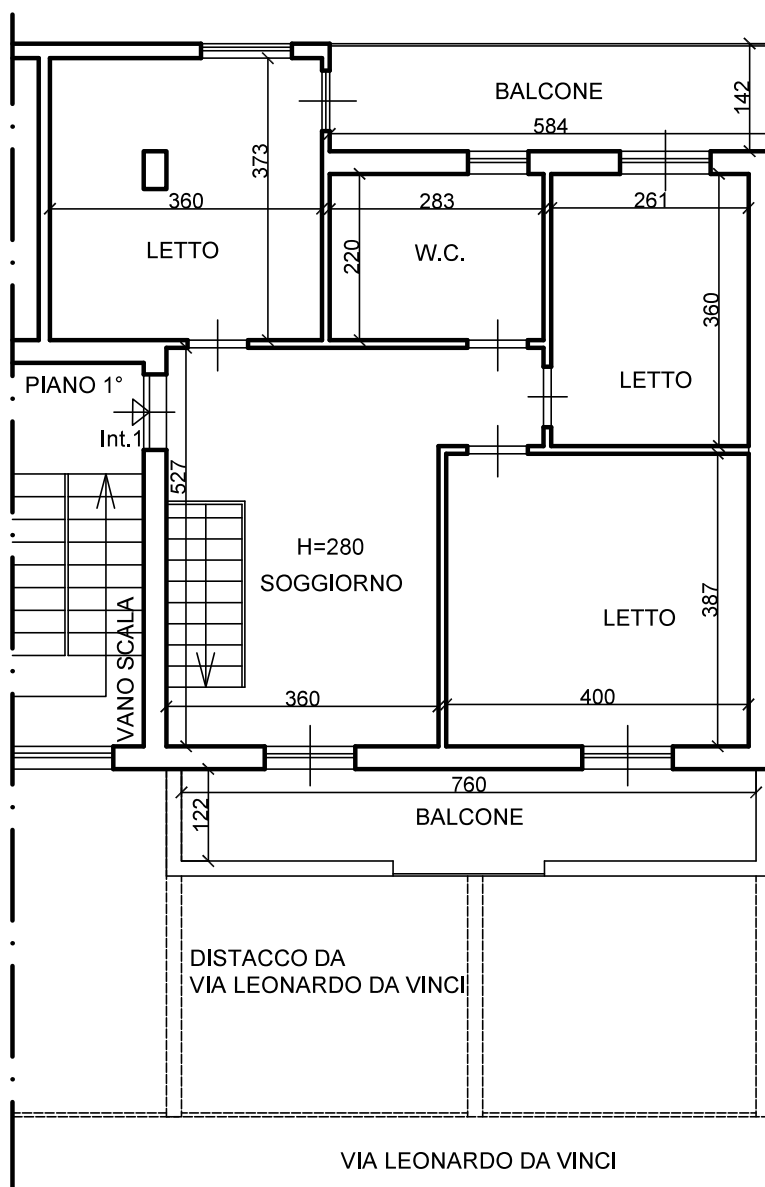 BALCONE
142
584
373
360
283
261
LETTO
220
W.C.
360
PIANO 1°
LETTO
Int.1
527
H=280
SOGGIORNO
387
LETTO
VANO SCALA
360
400
760
122
BALCONE
DISTACCO DA
VIA LEONARDO DA VINCI
VIA LEONARDO DA VINCI